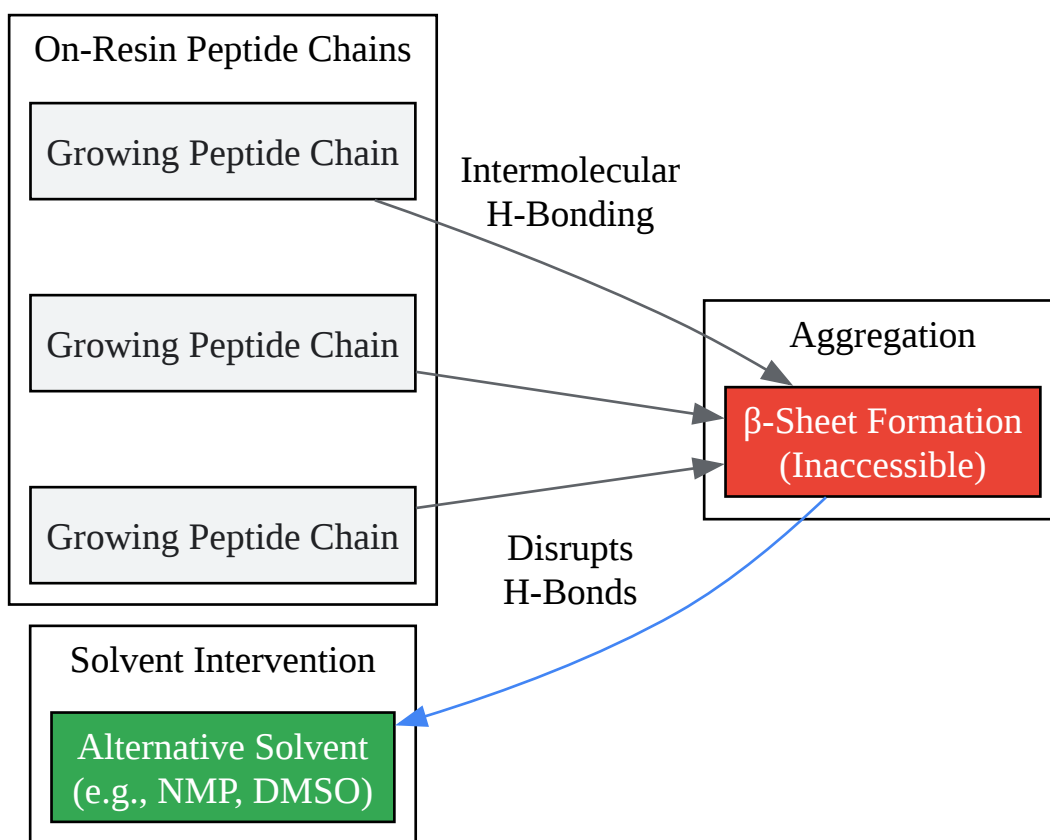 On-Resin Peptide Chains
Growing Peptide Chain
Intermolecular
H-Bonding
Growing Peptide Chain
Aggregation
β-Sheet Formation
(Inaccessible)
Growing Peptide Chain
Disrupts
H-Bonds
Solvent Intervention
Alternative Solvent
(e.g., NMP, DMSO)